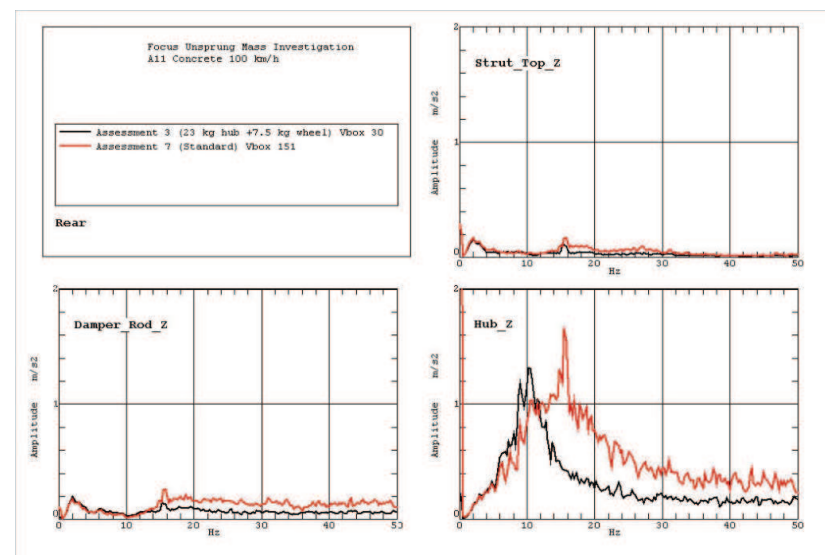 Focus Unsprung Mass Investigation
A11 Concrete 100 km/h
Assessment 3 (23 kg hub +7.5 kg wheel) Vbox 30
Assessment 7 (Standard) Vbox 151
Rear
Strut_Top_Z
Amplitude m/s2
2
1
0
0 10 20 30 40 50
Hz
Damper_Rod_Z
Amplitude m/s2
2
1
0
0 10 20 30 40 50
Hz
Hub_Z
Amplitude m/s2
2
1
0
0 10 20 30 40 50
Hz